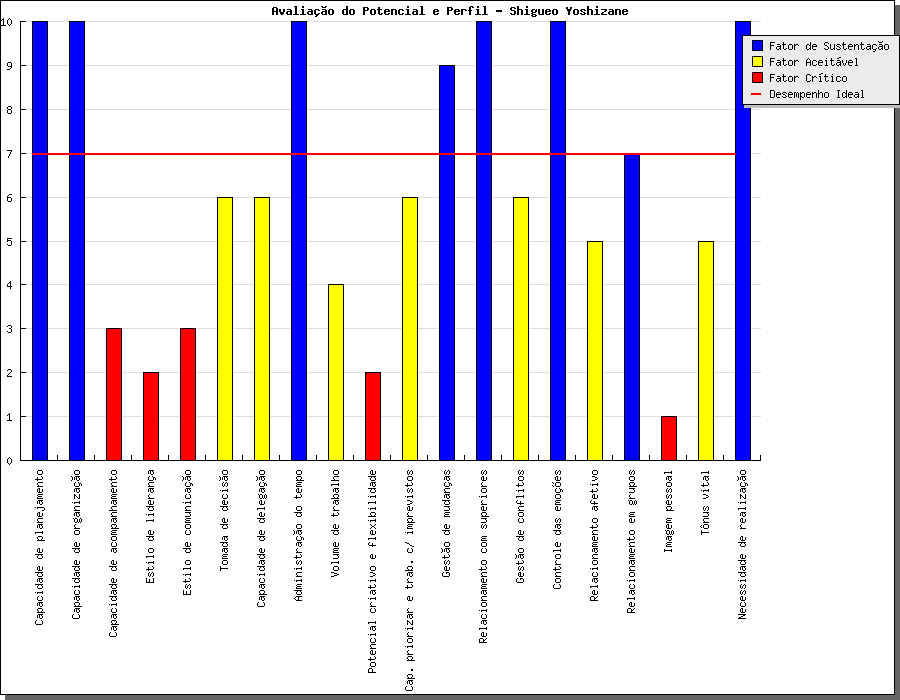 Avaliação do Potencial e Perfil - Shigueo Yoshizane
Fator de Sustentação
Fator Aceitável
Fator Crítico
Desempenho Ideal
10
9
8
7
6
5
4
3
2
1
0
Capacidade de planejamento
Capacidade de organização
Capacidade de acompanhamento
Estilo de liderança
Estilo de comunicação
Tomada de decisão
Capacidade de delegação
Administração do tempo
Volume de trabalho
Potencial criativo e flexibilidade
Cap. priorizar e trab. c/ imprevistos
Gestão de mudanças
Relacionamento com superiores
Gestão de conflitos
Controle das emoções
Relacionamento afetivo
Relacionamento em grupos
Imagem pessoal
Tônus vital
Necessidade de realização